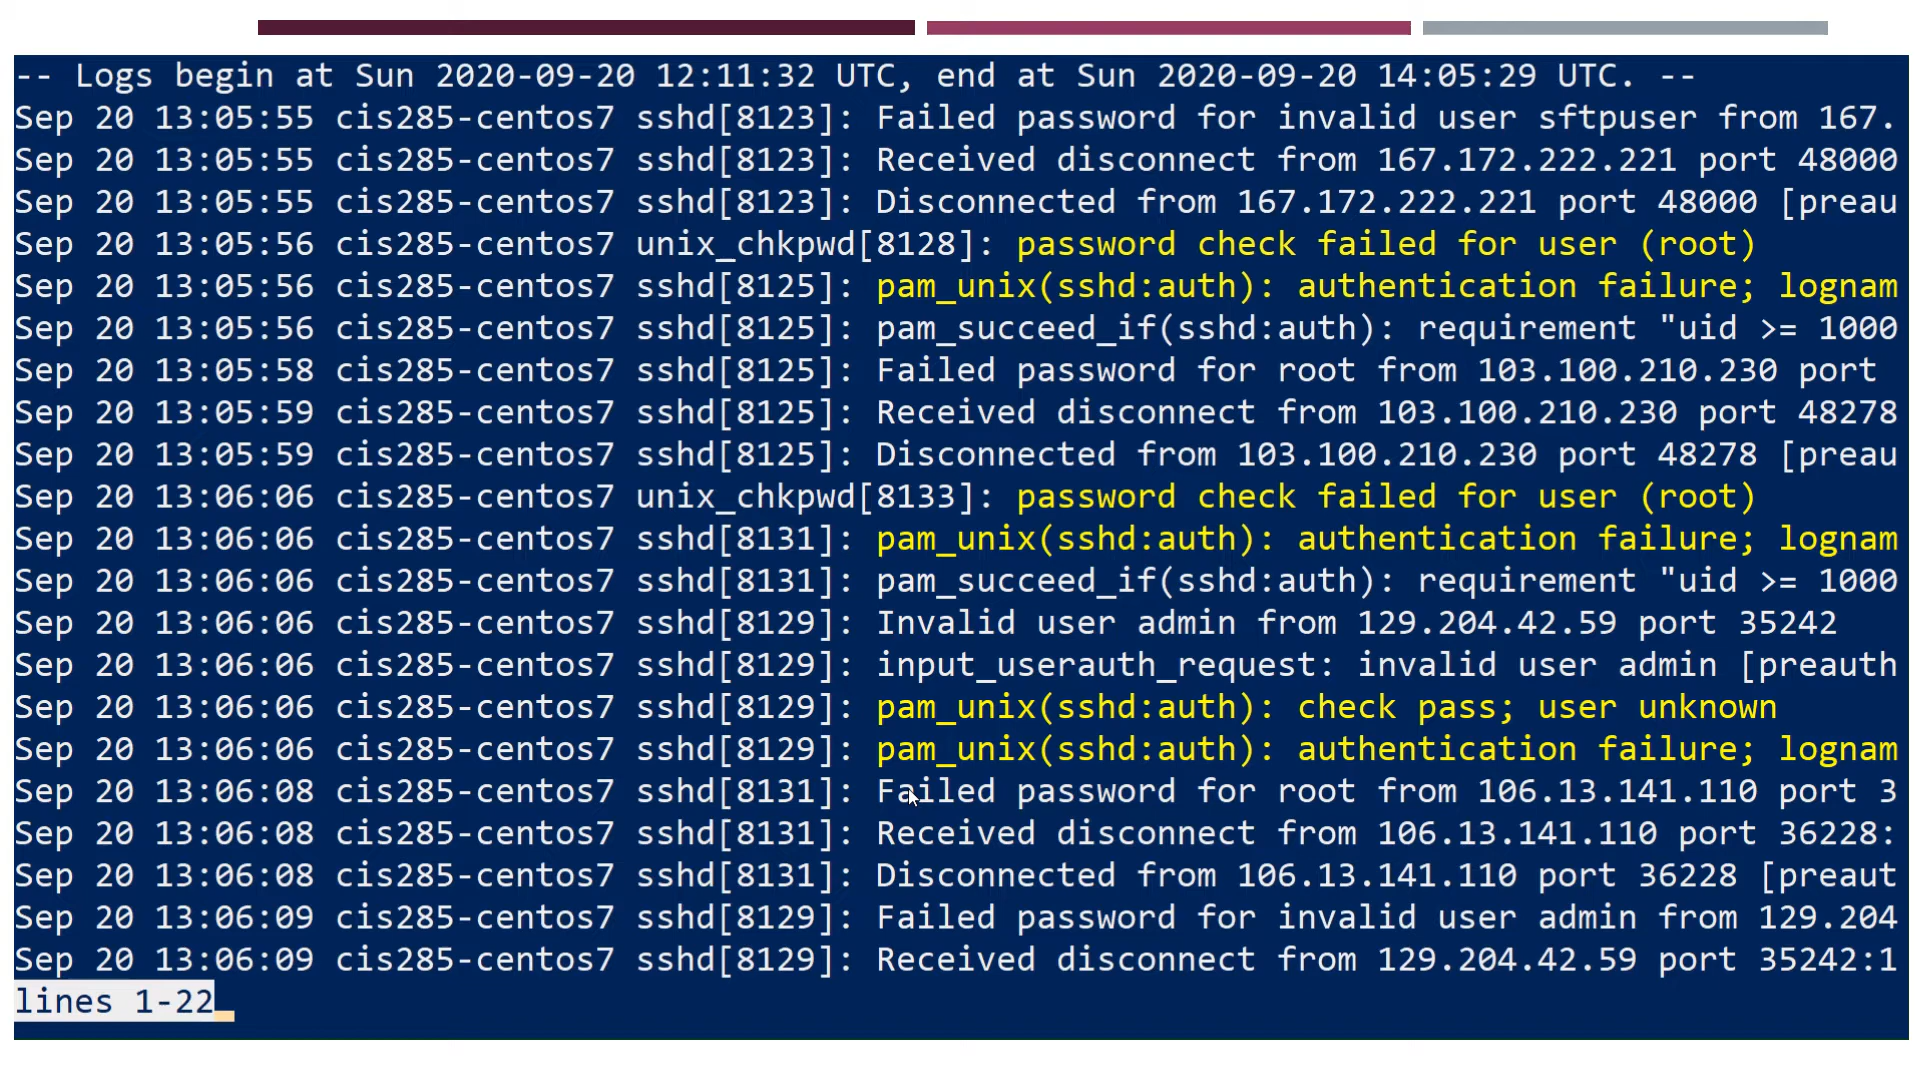 -- Logs begin at Sun 2020-09-20 12:11:32 UTC, end at Sun 2020-09-20 14:05:29 UTC. --
Sep 20 13:05:55 cis285-centos7 sshd[8123]: Failed password for invalid user sftpuser from 167.
Sep 20 13:05:55 cis285-centos7 sshd[8123]: Received disconnect from 167.172.222.221 port 48000
Sep 20 13:05:55 cis285-centos7 sshd[8123]: Disconnected from 167.172.222.221 port 48000 [preau
Sep 20 13:05:56 cis285-centos7 unix_chkpwd[8128]: password check failed for user (root)
Sep 20 13:05:56 cis285-centos7 sshd[8125]: pam_unix(sshd:auth): authentication failure; lognam
Sep 20 13:05:56 cis285-centos7 sshd[8125]: pam_succeed_if(sshd:auth): requirement "uid >= 1000
Sep 20 13:05:58 cis285-centos7 sshd[8125]: Failed password for root from 103.100.210.230 port
Sep 20 13:05:59 cis285-centos7 sshd[8125]: Received disconnect from 103.100.210.230 port 48278
Sep 20 13:05:59 cis285-centos7 sshd[8125]: Disconnected from 103.100.210.230 port 48278 [preau
Sep 20 13:06:06 cis285-centos7 unix_chkpwd[8133]: password check failed for user (root)
Sep 20 13:06:06 cis285-centos7 sshd[8131]: pam_unix(sshd:auth): authentication failure; lognam
Sep 20 13:06:06 cis285-centos7 sshd[8131]: pam_succeed_if(sshd:auth): requirement "uid >= 1000
Sep 20 13:06:06 cis285-centos7 sshd[8129]: Invalid user admin from 129.204.42.59 port 35242
Sep 20 13:06:06 cis285-centos7 sshd[8129]: input_userauth_request: invalid user admin [preauth
Sep 20 13:06:06 cis285-centos7 sshd[8129]: pam_unix(sshd:auth): check pass; user unknown
Sep 20 13:06:06 cis285-centos7 sshd[8129]: pam_unix(sshd:auth): authentication failure; lognam
Sep 20 13:06:08 cis285-centos7 sshd[8131]: Failed password for root from 106.13.141.110 port 3
Sep 20 13:06:08 cis285-centos7 sshd[8131]: Received disconnect from 106.13.141.110 port 36228:
Sep 20 13:06:08 cis285-centos7 sshd[8131]: Disconnected from 106.13.141.110 port 36228 [preaut
Sep 20 13:06:09 cis285-centos7 sshd[8129]: Failed password for invalid user admin from 129.204
Sep 20 13:06:09 cis285-centos7 sshd[8129]: Received disconnect from 129.204.42.59 port 35242:1
lines 1-22